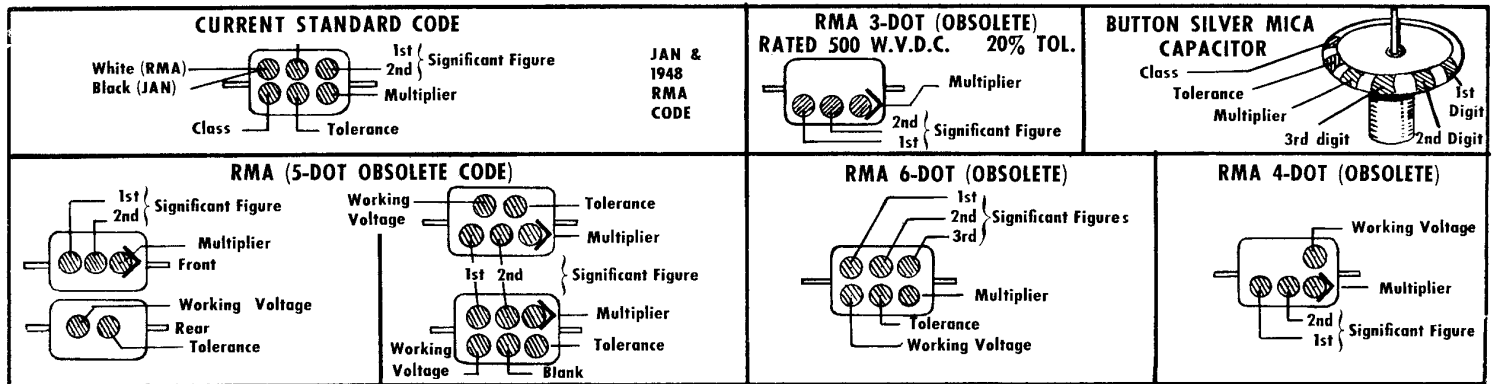 CURRENT STANDARD CODE
White (RMA)
Black (JAN)
1st
2nd
Significant Figure
Multiplier
Class
Tolerance
JAN &
1948
RMA
CODE
RMA 3-DOT (OBSOLETE)
RATED 500 W.V.D.C. 20% TOL.
Multiplier
2nd
1st
Significant Figure
BUTTON SILVER MICA
CAPACITOR
Class
Tolerance
Multiplier
3rd digit
2nd Digit
1st
Digit
RMA (5-DOT OBSOLETE CODE)
1st
2nd
Significant Figure
Multiplier
Front
Working Voltage
Rear
Tolerance
Working
Voltage
Tolerance
Multiplier
1st 2nd
Significant Figure
Multiplier
Tolerance
Working
Voltage
Blank
RMA 6-DOT (OBSOLETE)
1st
2nd
3rd
Significant Figures
Multiplier
Tolerance
Working Voltage
RMA 4-DOT (OBSOLETE)
Working Voltage
Multiplier
2nd
1st
Significant Figure